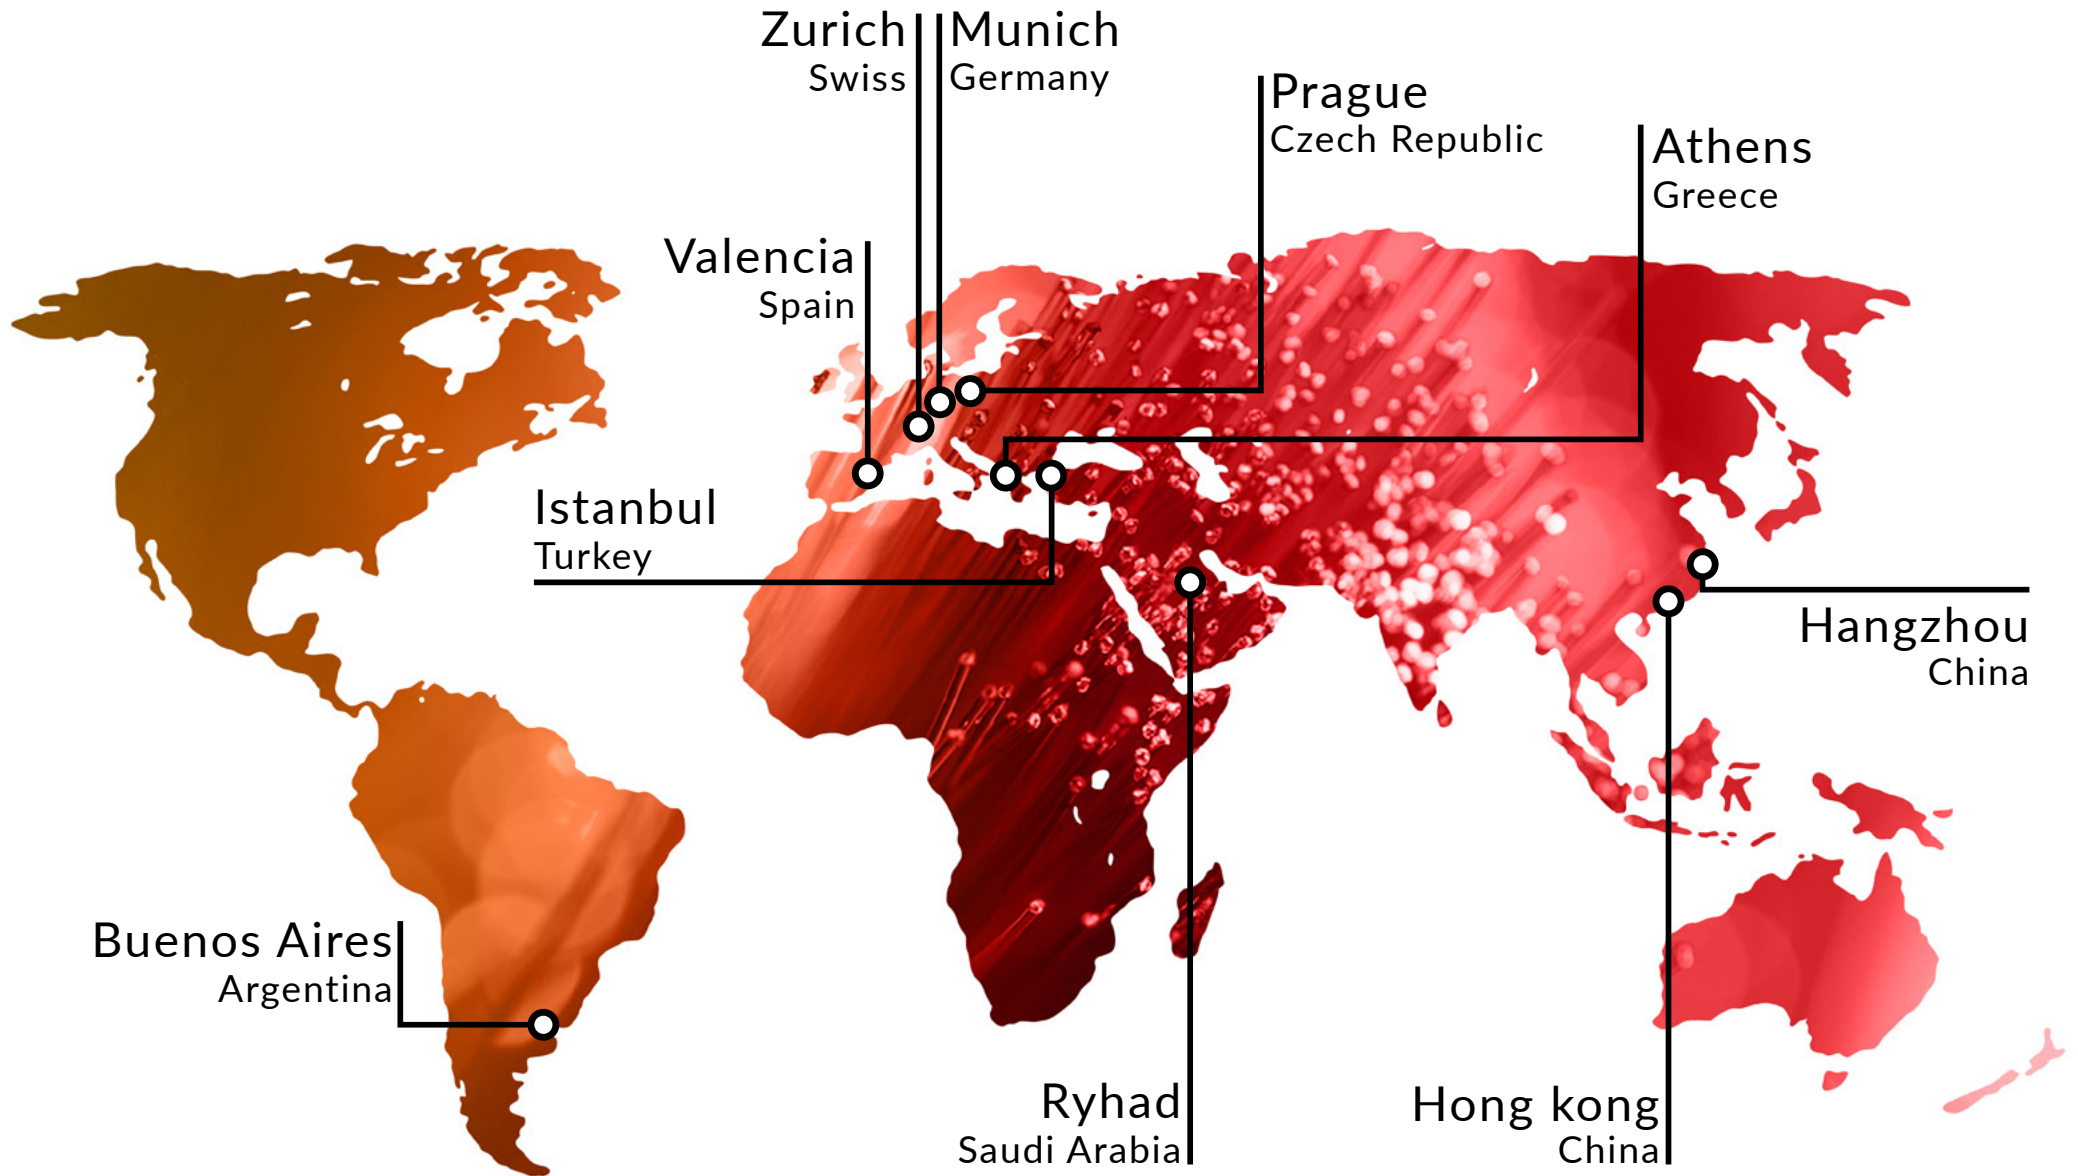 Zurich
Swiss
Munich
Germany
Prague
Czech Republic
Athens
Greece
Valencia
Spain
Istanbul
Turkey
Hangzhou
China
Buenos Aires
Argentina
Ryhad
Saudi Arabia
Hong kong
China